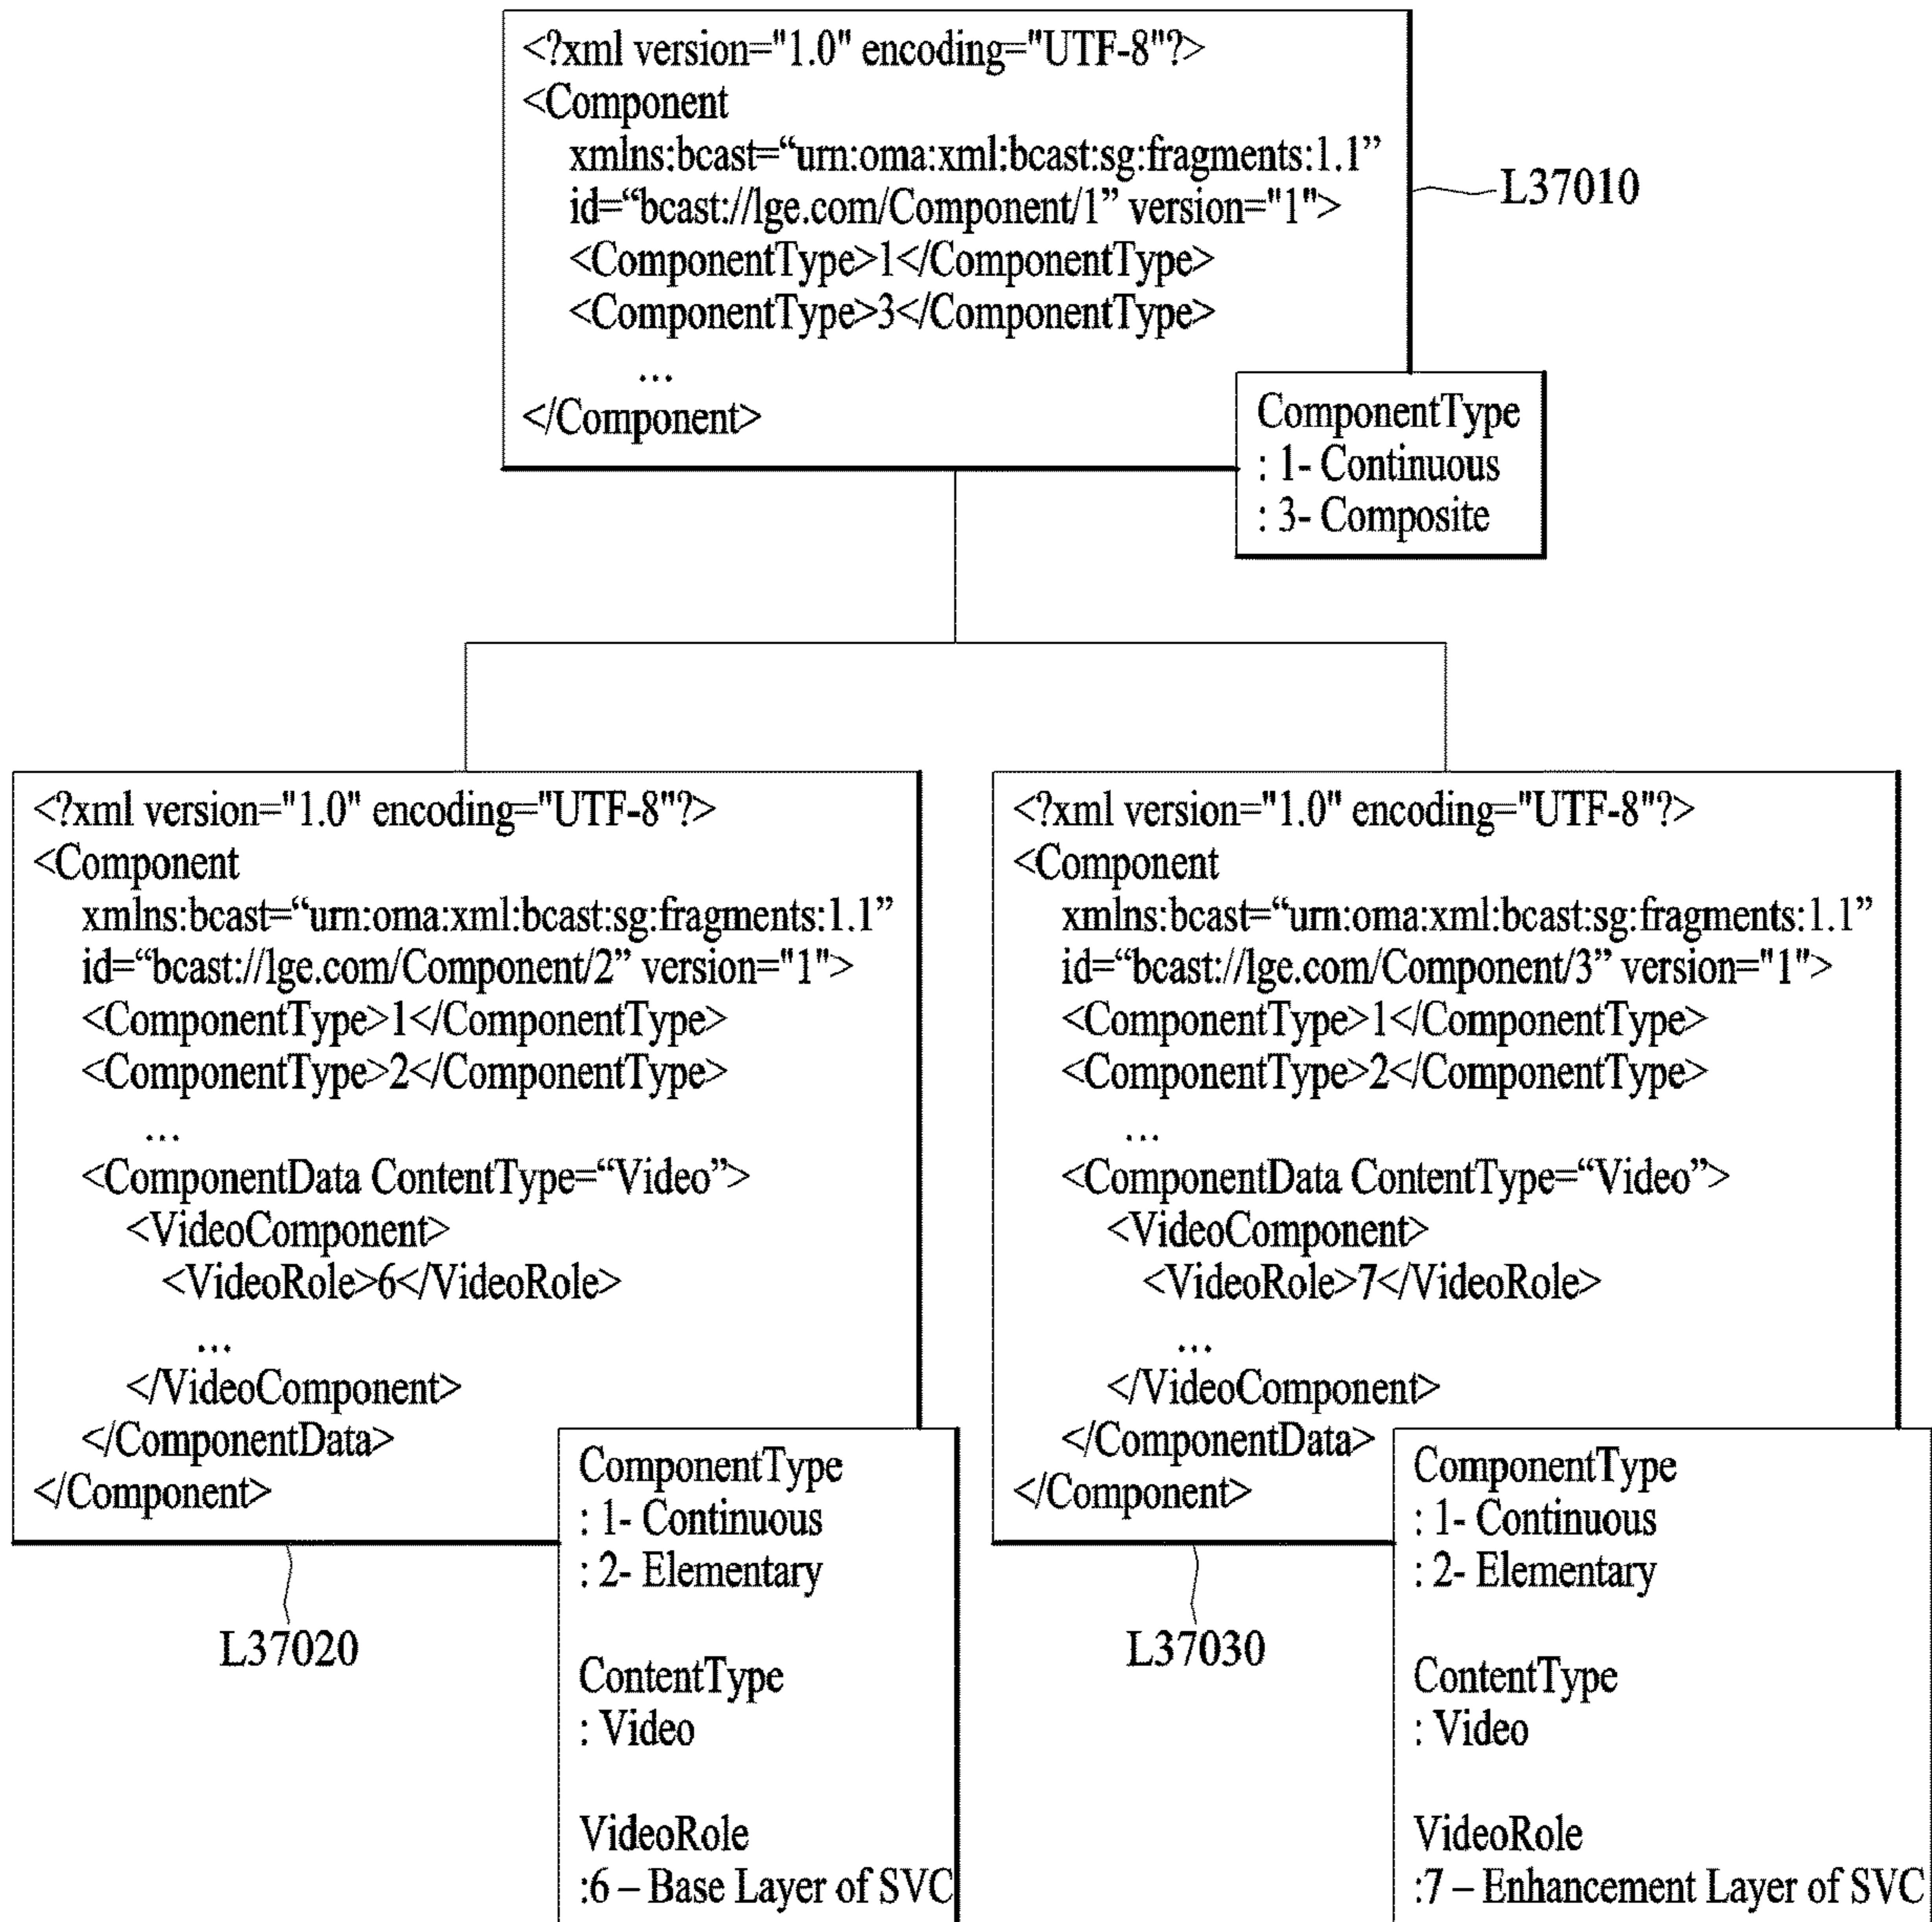 <?xml version="1.0" encoding="UTF-8"?>
<Component
xmlns:bcast=“urn:oma:xml:bcast:sg:fragments:1.1”
id=“bcast://lge.com/Component/1” version="1">
<ComponentType>1</ComponentType>
<ComponentType>3</ComponentType>
...
</Component>
L37010
ComponentType
: 1- Continuous
: 3- Composite
<?xml version="1.0" encoding="UTF-8"?>
<Component
xmlns:bcast=“urn:oma:xml:bcast:sg:fragments:1.1”
id=“bcast://lge.com/Component/2” version="1">
<ComponentType>1</ComponentType>
<ComponentType>2</ComponentType>
...
<ComponentData ContentType=“Video”>
<VideoComponent>
<VideoRole>6</VideoRole>
...
</VideoComponent>
</ComponentData>
</Component>
L37020
ComponentType
: 1- Continuous
: 2- Elementary
ContentType
: Video
VideoRole
:6 – Base Layer of SVC
<?xml version="1.0" encoding="UTF-8"?>
<Component
xmlns:bcast=“urn:oma:xml:bcast:sg:fragments:1.1”
id=“bcast://lge.com/Component/3” version="1">
<ComponentType>1</ComponentType>
<ComponentType>2</ComponentType>
...
<ComponentData ContentType=“Video”>
<VideoComponent>
<VideoRole>7</VideoRole>
...
</VideoComponent>
</ComponentData>
</Component>
L37030
ComponentType
: 1- Continuous
: 2- Elementary
ContentType
: Video
VideoRole
:7 – Enhancement Layer of SVC